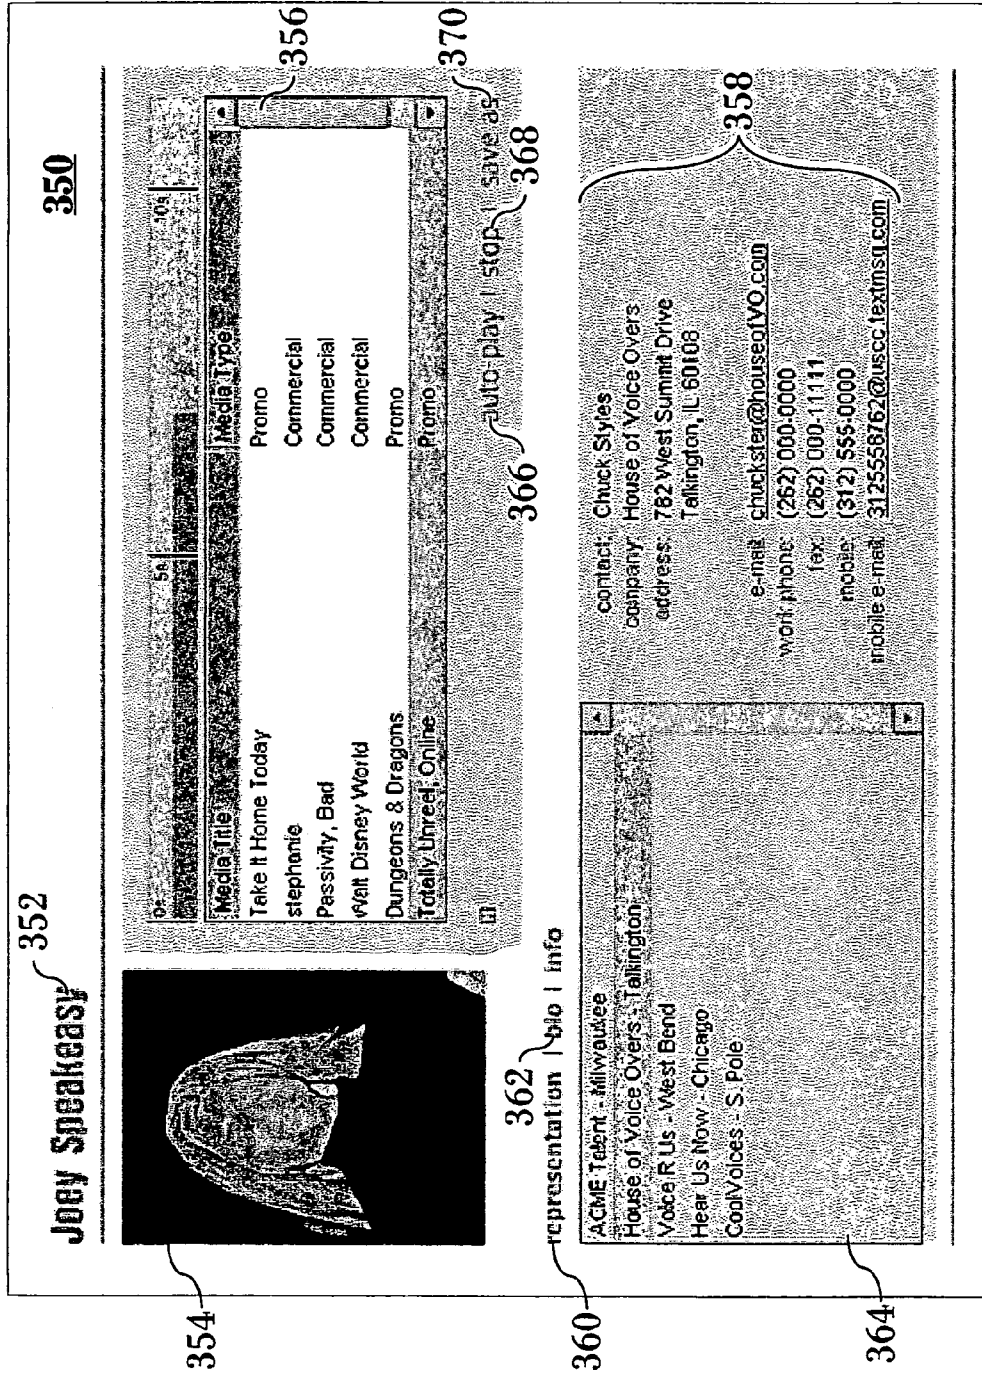 350
Joey Speakeasy
352
354
0s 5s 10s
Media Title Media Type
Take It Home Today Promo
stephanie Commercial
Passivity, Bad Commercial
Walt Disney World Commercial
Dungeons & Dragons Promo
Totally Unreel, Online Promo
356
auto-play | stop | save as
366
368
370
representation | bio | info
360
362
ACME Talent - Milwaukee
House of Voice Overs - Talkington
Voice R Us - West Bend
Hear Us Now - Chicago
CoolVoices - S. Pole
364
contact: Chuck Styles
company: House of Voice Overs
address: 782 West Summit Drive
Talkington, IL 60108
e-mail: chuckster@houseofVO.com
work phone: (262) 000-0000
fax: (262) 000-11111
mobile: (312) 555-0000
mobile e-mail: 3125558762@uscc.textmsg.com
358